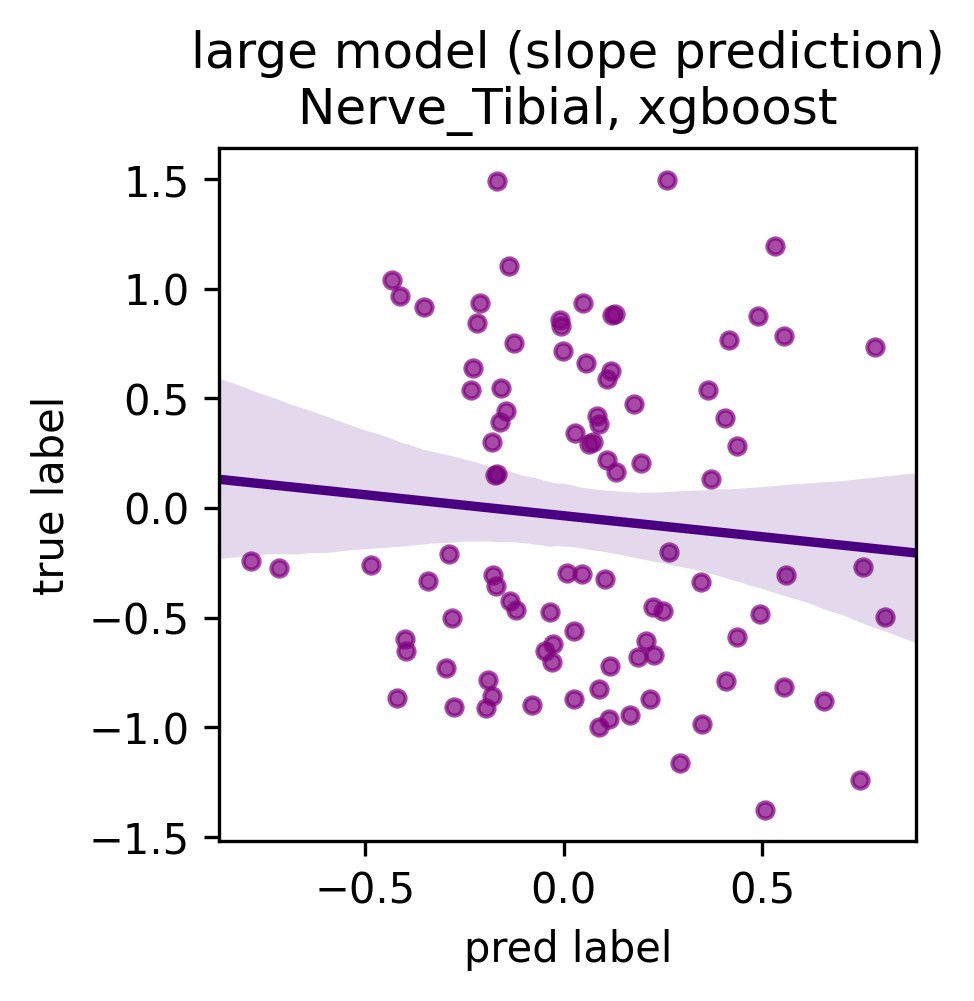 large model (slope prediction)
Nerve_Tibial, xgboost
1.5
1.0
0.5
0.0
−0.5
−1.0
−1.5
true label
−0.5
0.0
0.5
pred label